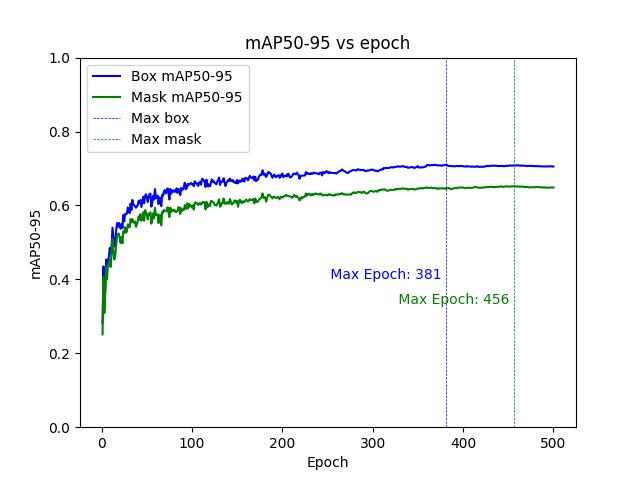 mAP50-95 vs epoch
1.0
0.8
0.6
0.4
0.2
0.0
mAP50-95
Box mAP50-95
Mask mAP50-95
Max box
Max mask
Max Epoch: 381
Max Epoch: 456
0
100
200
300
400
500
Epoch